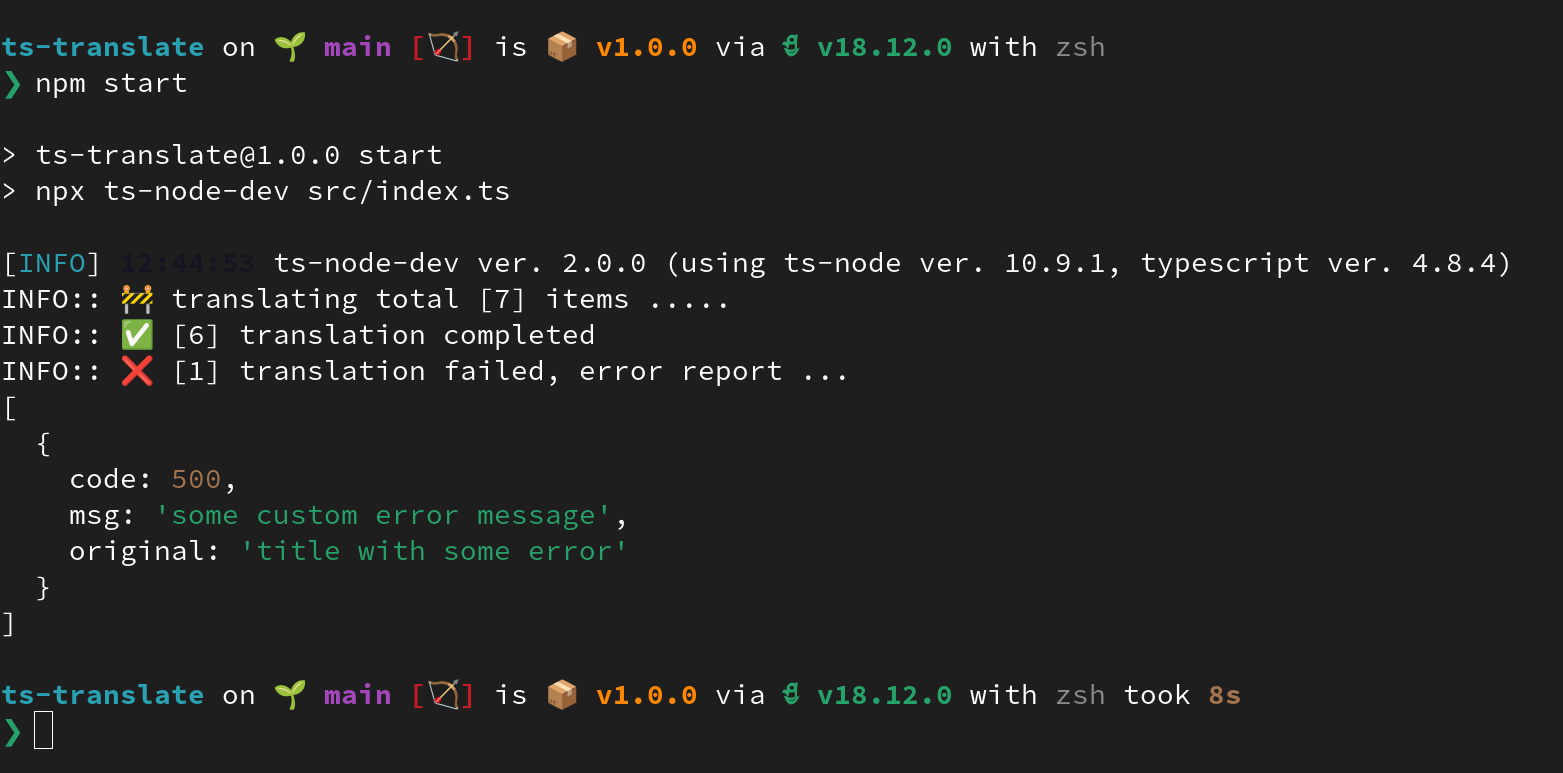 ts-translate on 🌱 main [🏹] is 📦 v1.0.0 via v18.12.0 with zsh
❯ npm start
> ts-translate@1.0.0 start
> npx ts-node-dev src/index.ts
[INFO] 12:44:53 ts-node-dev ver. 2.0.0 (using ts-node ver. 10.9.1, typescript ver. 4.8.4)
INFO:: 🚧 translating total [7] items .....
INFO:: ✅ [6] translation completed
INFO:: ❌ [1] translation failed, error report ...
[
  {
    code: 500,
    msg: 'some custom error message',
    original: 'title with some error'
  }
]
ts-translate on 🌱 main [🏹] is 📦 v1.0.0 via v18.12.0 with zsh took 8s
❯